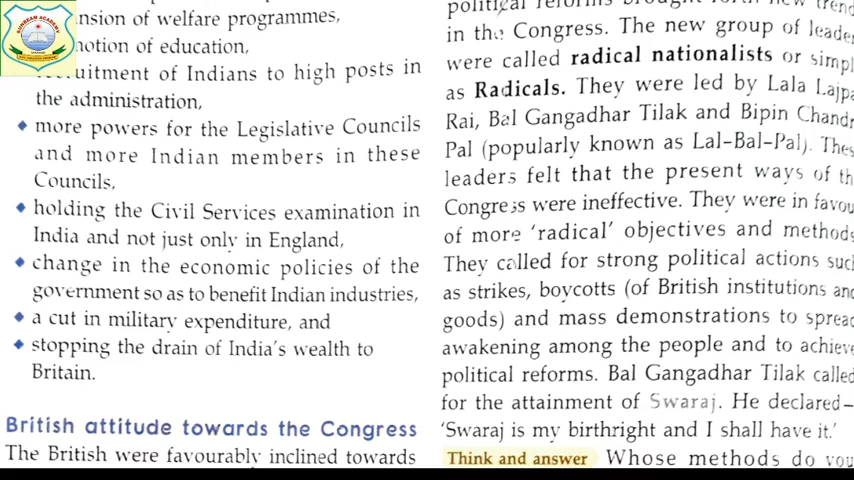 SUNBEAM ACADEMY
nsion of welfare programmes,
otion of education,
ruitment of Indians to high posts in
the administration,
◆ more powers for the Legislative Councils
and more Indian members in these
Councils,
◆ holding the Civil Services examination in
India and not just only in England,
◆ change in the economic policies of the
government so as to benefit Indian industries,
◆ a cut in military expenditure, and
◆ stopping the drain of India's wealth to
Britain.
British attitude towards the Congress
The British were favourably inclined towards
political reforms brought forth new trend
in the Congress. The new group of leade
were called radical nationalists or simpl
as Radicals. They were led by Lala Lajpa
Rai, Bal Gangadhar Tilak and Bipin Chandr
Pal (popularly known as Lal–Bal–Pal). Thes
leaders felt that the present ways of th
Congress were ineffective. They were in favou
of more 'radical' objectives and methods
They called for strong political actions suc
as strikes, boycotts (of British institutions and
goods) and mass demonstrations to spread
awakening among the people and to achieve
political reforms. Bal Gangadhar Tilak called
for the attainment of Swaraj. He declared–
'Swaraj is my birthright and I shall have it.'
Think and answer Whose methods do you